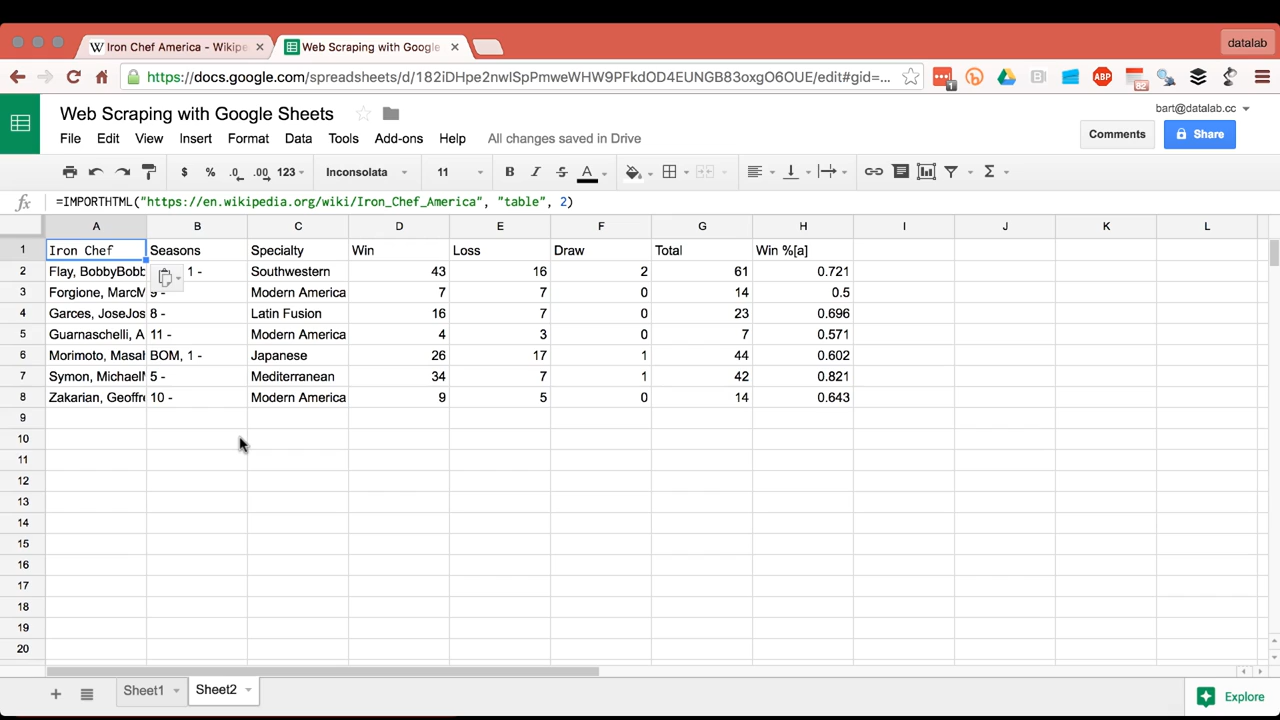 Iron Chef America - Wikipe
Web Scraping with Google
datalab
https://docs.google.com/spreadsheets/d/182iDHpe2nwlSpPmweWHW9PFkdOD4EUNGB83oxgO6OUE/edit#gid=...
1
ABP
82
Web Scraping with Google Sheets
bart@datalab.cc
File Edit View Insert Format Data Tools Add-ons Help All changes saved in Drive
Comments
Share
$ % .0 .00 123 Inconsolata 11 B I S A Σ
fx =IMPORTHTML("https://en.wikipedia.org/wiki/Iron_Chef_America", "table", 2)
A B C D E F G H I J K L
1 Iron Chef Seasons Specialty Win Loss Draw Total Win %[a]
2 Flay, BobbyBobb 1 - Southwestern 43 16 2 61 0.721
3 Forgione, MarcM 9 - Modern America 7 7 0 14 0.5
4 Garces, JoseJos 8 - Latin Fusion 16 7 0 23 0.696
5 Guarnaschelli, A 11 - Modern America 4 3 0 7 0.571
6 Morimoto, Masah BOM, 1 - Japanese 26 17 1 44 0.602
7 Symon, Michael 5 - Mediterranean 34 7 1 42 0.821
8 Zakarian, Geoffre 10 - Modern America 9 5 0 14 0.643
9
10
11
12
13
14
15
16
17
18
19
20
Sheet1
Sheet2
Explore